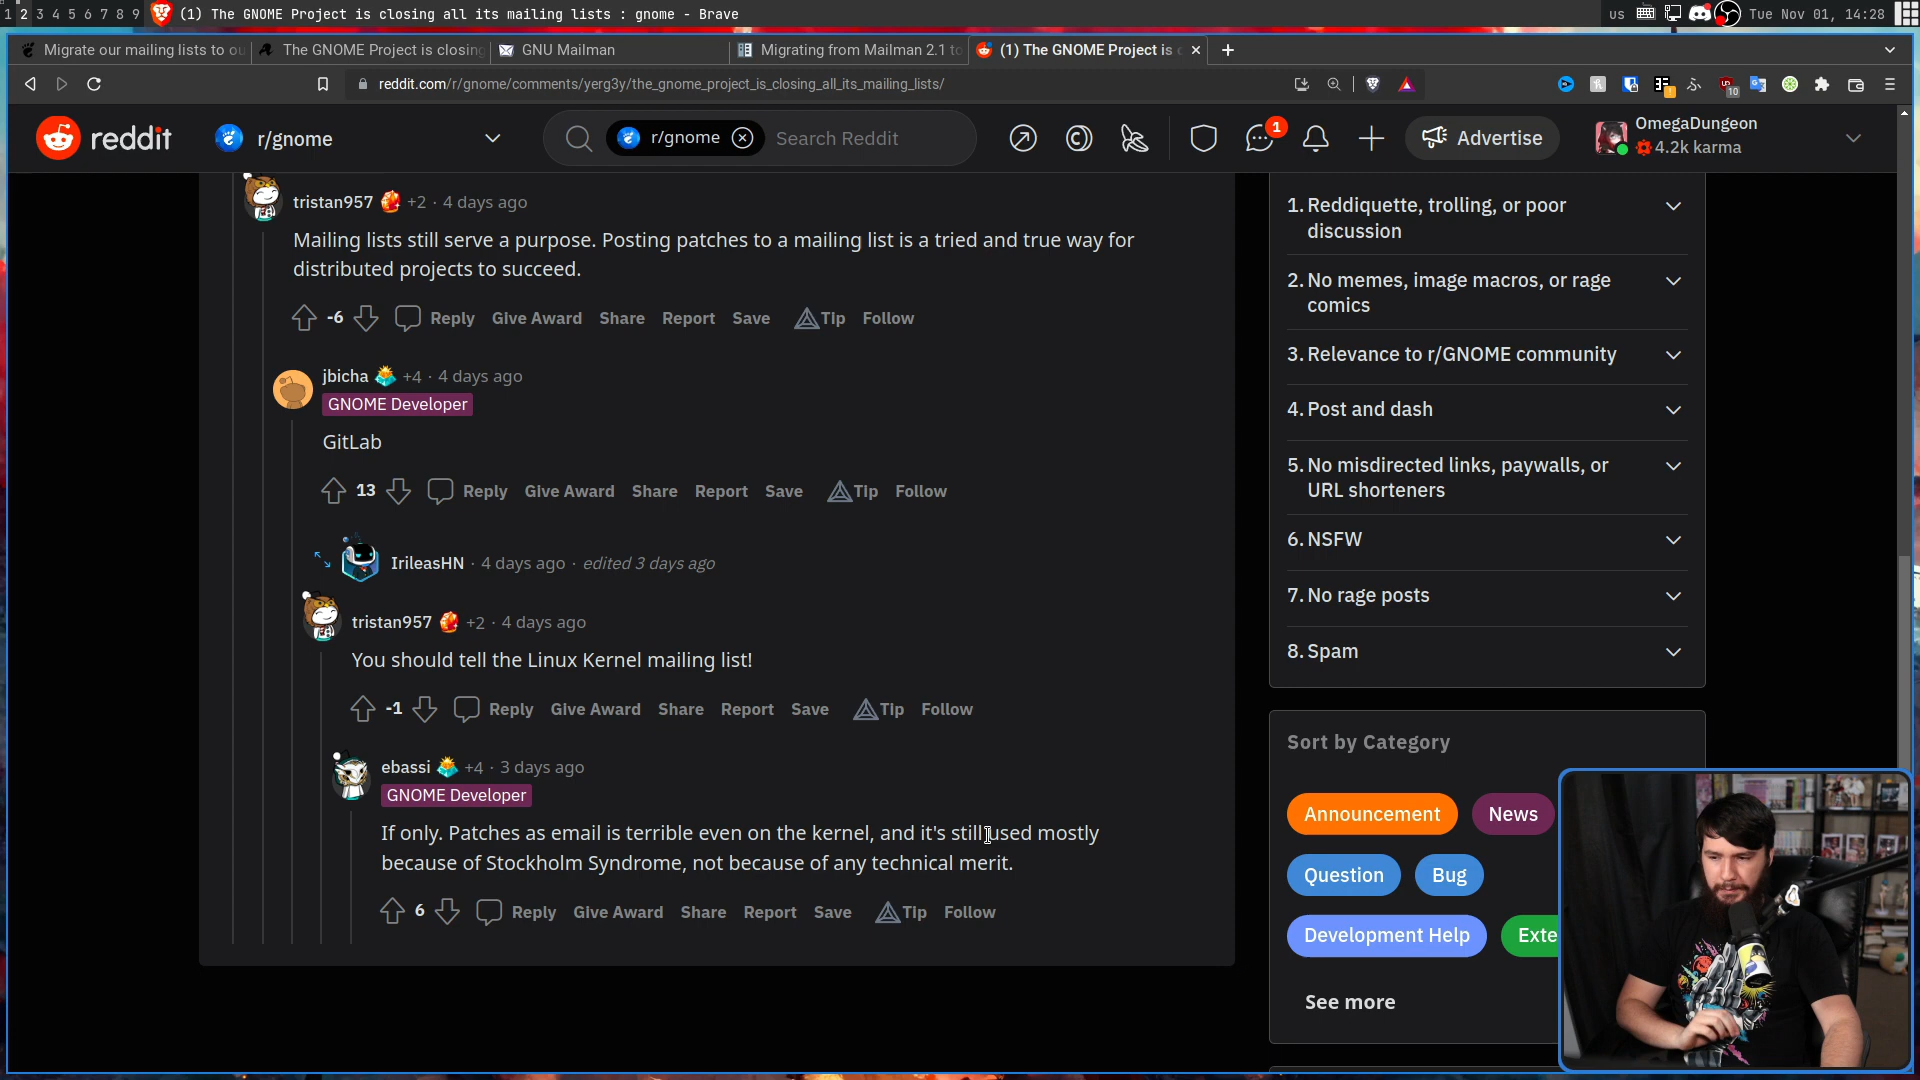 1 2 3 4 5 6 7 8 9 (1) The GNOME Project is closing all its mailing lists : gnome - Brave
us Tue Nov 01, 14:28
Migrate our mailing lists to ou
The GNOME Project is closing
GNU Mailman
Migrating from Mailman 2.1 to
(1) The GNOME Project is c
reddit.com/r/gnome/comments/yerg3y/the_gnome_project_is_closing_all_its_mailing_lists/
1
10
reddit
r/gnome
r/gnome
Search Reddit
1
Advertise
OmegaDungeon
4.2k karma
tristan957 +2 · 4 days ago
Mailing lists still serve a purpose. Posting patches to a mailing list is a tried and true way for
distributed projects to succeed.
-6 Reply Give Award Share Report Save Tip Follow
jbicha +4 · 4 days ago
GNOME Developer
GitLab
13 Reply Give Award Share Report Save Tip Follow
IrileasHN · 4 days ago · edited 3 days ago
tristan957 +2 · 4 days ago
You should tell the Linux Kernel mailing list!
-1 Reply Give Award Share Report Save Tip Follow
ebassi +4 · 3 days ago
GNOME Developer
If only. Patches as email is terrible even on the kernel, and it's still used mostly
because of Stockholm Syndrome, not because of any technical merit.
6 Reply Give Award Share Report Save Tip Follow
1. Reddiquette, trolling, or poor
discussion
2. No memes, image macros, or rage
comics
3. Relevance to r/GNOME community
4. Post and dash
5. No misdirected links, paywalls, or
URL shorteners
6. NSFW
7. No rage posts
8. Spam
Sort by Category
Announcement
News
Question
Bug
Development Help
Exte
See more